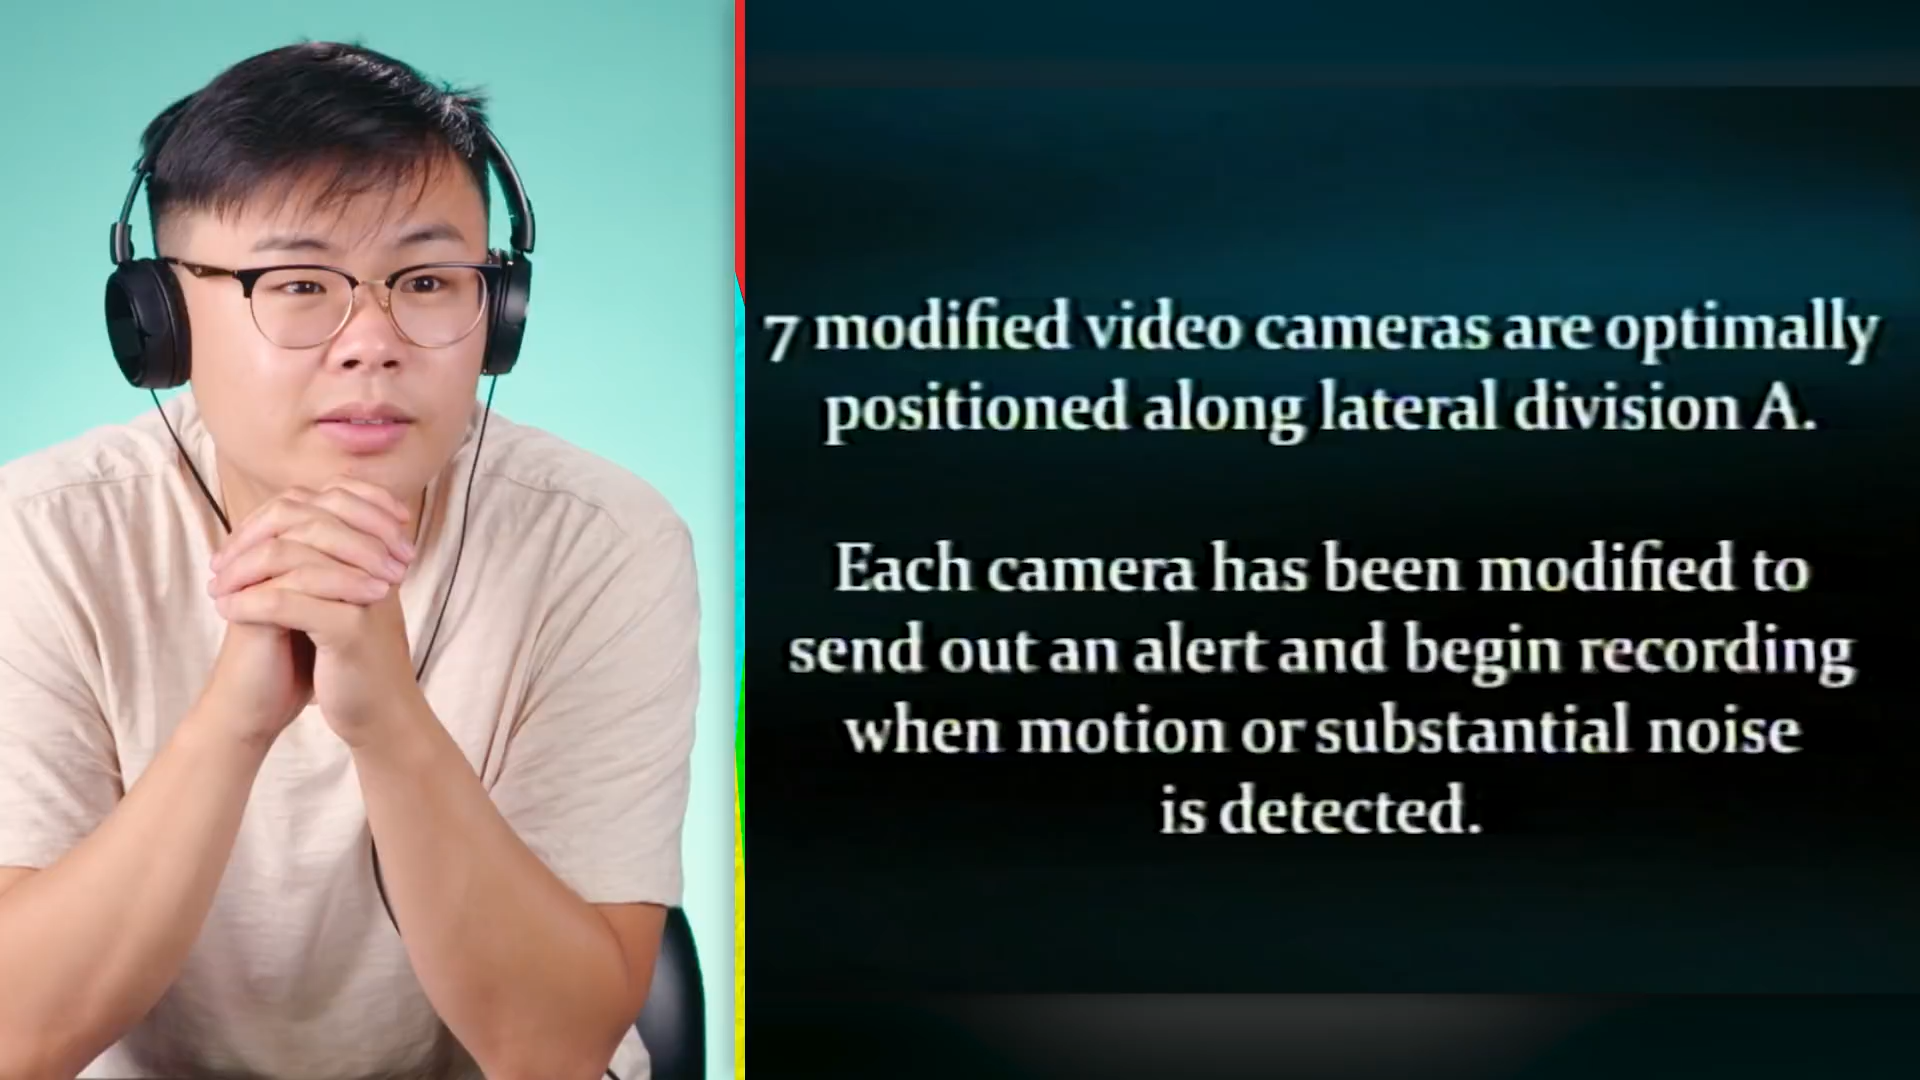 7 modified video cameras are optimally
positioned along lateral division A.
Each camera has been modified to
send out an alert and begin recording
when motion or substantial noise
is detected.